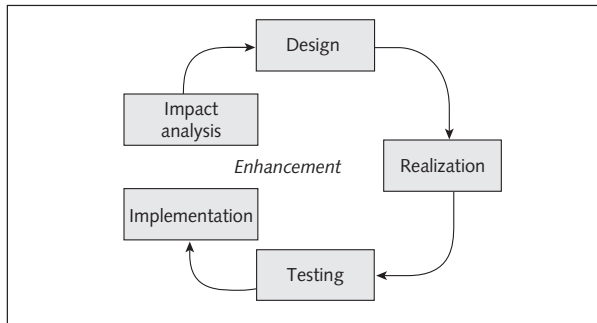 Design
Impact
analysis
Realization
Enhancement
Implementation
Testing